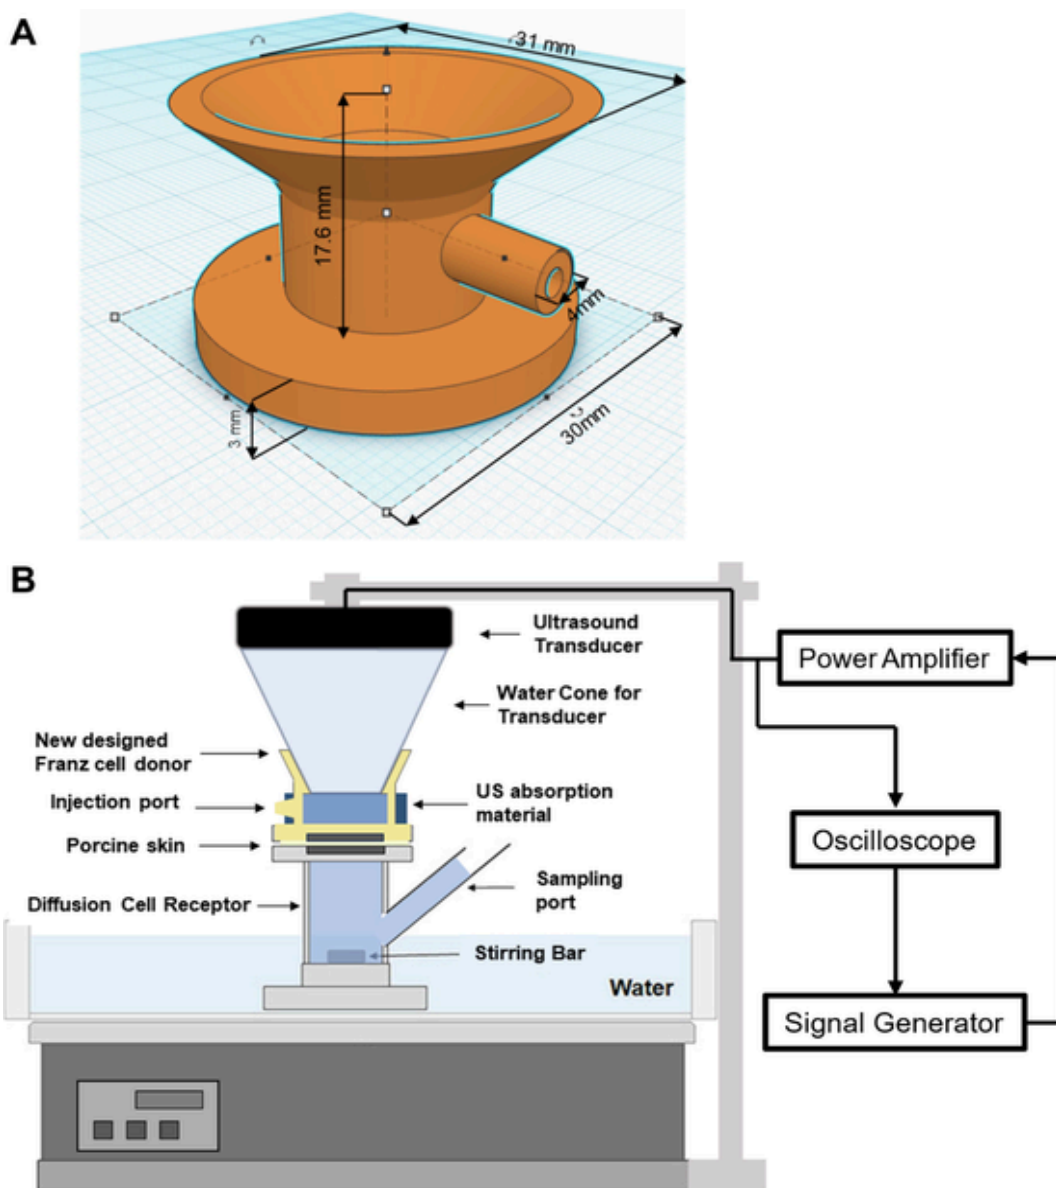 A
31 mm
17.6 mm
4mm
3 mm
30mm
B
Ultrasound
Transducer
Power Amplifier
Water Cone for
Transducer
New designed
Franz cell donor
Injection port
US absorption
material
Oscilloscope
Porcine skin
Sampling
port
Diffusion Cell Receptor
Stirring Bar
Water
Signal Generator